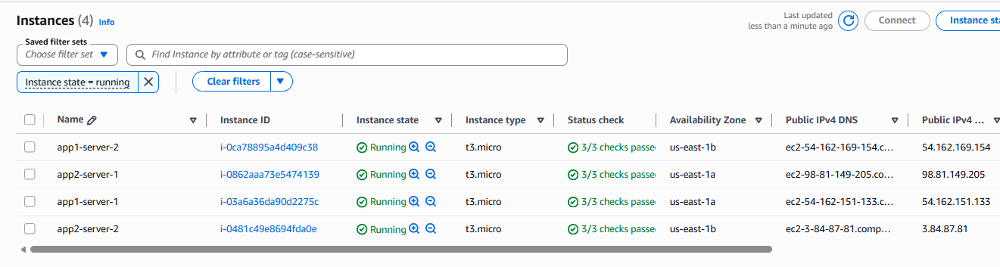 Instances (4) Info
Last updated
less than a minute ago
Connect
Instance sta
Saved filter sets
Choose filter set
Find Instance by attribute or tag (case-sensitive)
Instance state = running
Clear filters
Name Instance ID Instance state Instance type Status check Availability Zone Public IPv4 DNS Public IPv4 ...
app1-server-2 i-0ca78895a4d409c38 Running t3.micro 3/3 checks passe us-east-1b ec2-54-162-169-154.c... 54.162.169.154
app2-server-1 i-0862aaa73e5474139 Running t3.micro 3/3 checks passe us-east-1a ec2-98-81-149-205.co... 98.81.149.205
app1-server-1 i-03a6a36da90d2275c Running t3.micro 3/3 checks passe us-east-1a ec2-54-162-151-133.c... 54.162.151.133
app2-server-2 i-0481c49e8694fda0e Running t3.micro 3/3 checks passe us-east-1b ec2-3-84-87-81.comp... 3.84.87.81